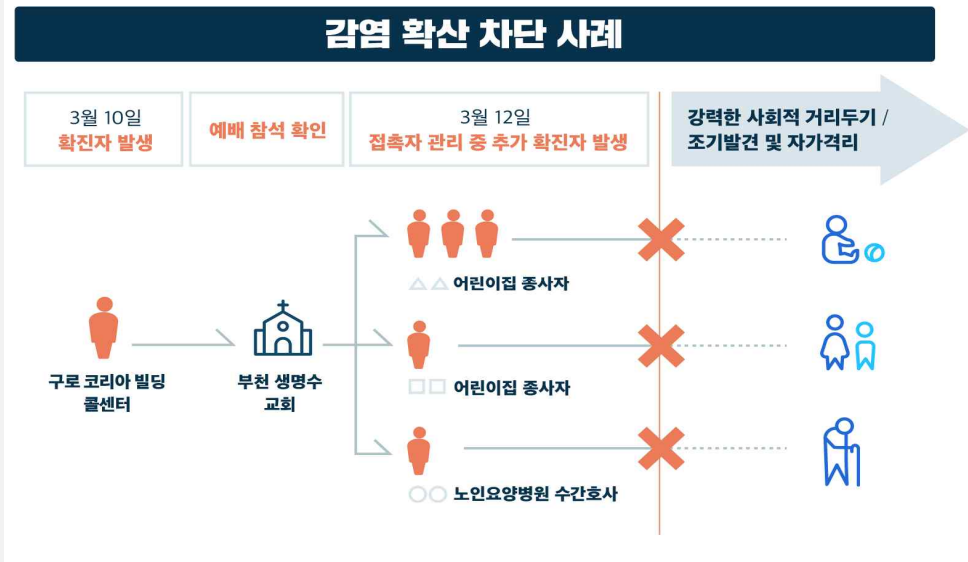 감염 확산 차단 사례
3월 10일
확진자 발생
예배 참석 확인
3월 12일
접촉자 관리 중 추가 확진자 발생
강력한 사회적 거리두기 /
조기발견 및 자가격리
△△ 어린이집 종사자
구로 코리아 빌딩
콜센터
부천 생명수
교회
□□ 어린이집 종사자
○○ 노인요양병원 수간호사